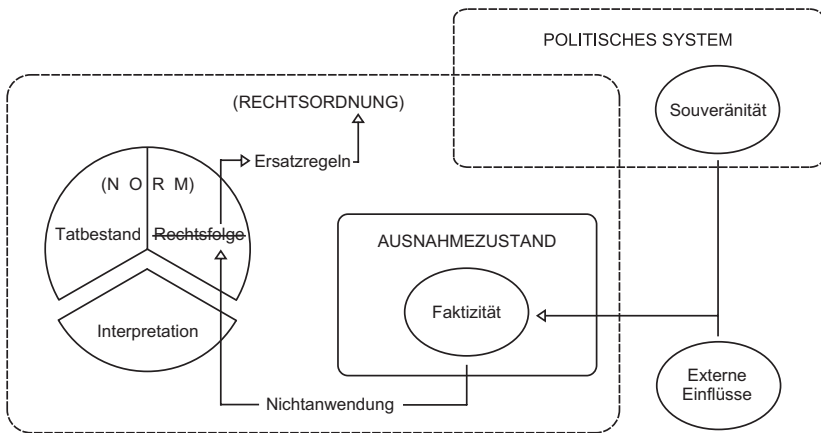 POLITISCHES SYSTEM
Souveränität
(RECHTSORDNUNG)
Ersatzregeln
(N O R M)
Tatbestand
Rechtsfolge
AUSNAHMEZUSTAND
Faktizität
Interpretation
Externe
Einflüsse
Nichtanwendung